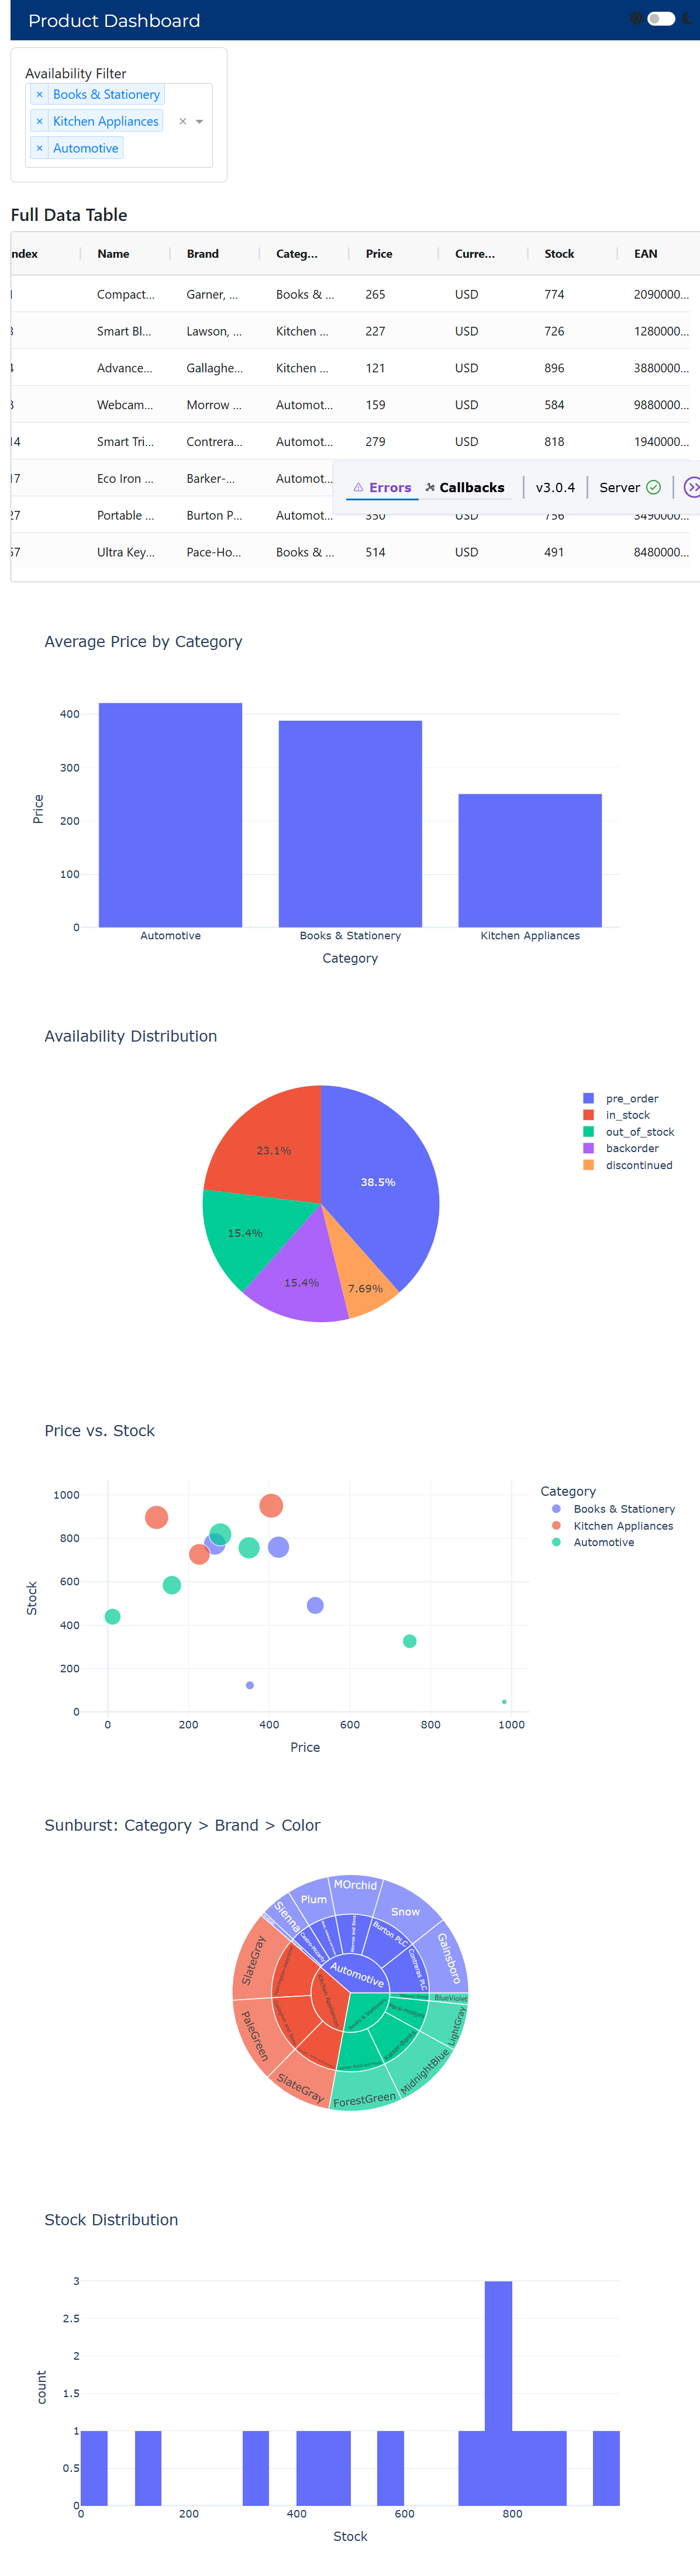 Product Dashboard
Availability Filter
× Books & Stationery
× Kitchen Appliances
× Automotive
Full Data Table
ndex Name Brand Categ... Price Curre... Stock EAN
Compact... Garner, ... Books & ... 265 USD 774 2090000...
Smart Bl... Lawson, ... Kitchen ... 227 USD 726 1280000...
Advance... Gallaghe... Kitchen ... 121 USD 896 3880000...
Webcam... Morrow ... Automot... 159 USD 584 9880000...
14 Smart Tri... Contrera... Automot... 279 USD 818 1940000...
17 Eco Iron ... Barker-... Automot...
Errors Callbacks v3.0.4 Server
27 Portable ... Burton P... Automot... 350 USD 756 3490000...
57 Ultra Key... Pace-Ho... Books & ... 514 USD 491 8480000...
Average Price by Category
400
300
200
100
0
Price
Automotive Books & Stationery Kitchen Appliances
Category
Availability Distribution
38.5%
23.1%
15.4%
15.4%
7.69%
pre_order
in_stock
out_of_stock
backorder
discontinued
Price vs. Stock
1000
800
600
400
200
0
Stock
0 200 400 600 800 1000
Price
Category
Books & Stationery
Kitchen Appliances
Automotive
Sunburst: Category > Brand > Color
MOrchid
Plum
Snow
Sienna
Gainsboro
SlateGray
Burton PLC
Contreras PLC
Automotive
Kitchen Appliances
Books & Stationery
BlueViolet
Pace-Hodges
LightGray
PaleGreen
MidnightBlue
SlateGray
ForestGreen
Stock Distribution
3
2.5
2
1.5
1
0.5
0
count
0 200 400 600 800
Stock